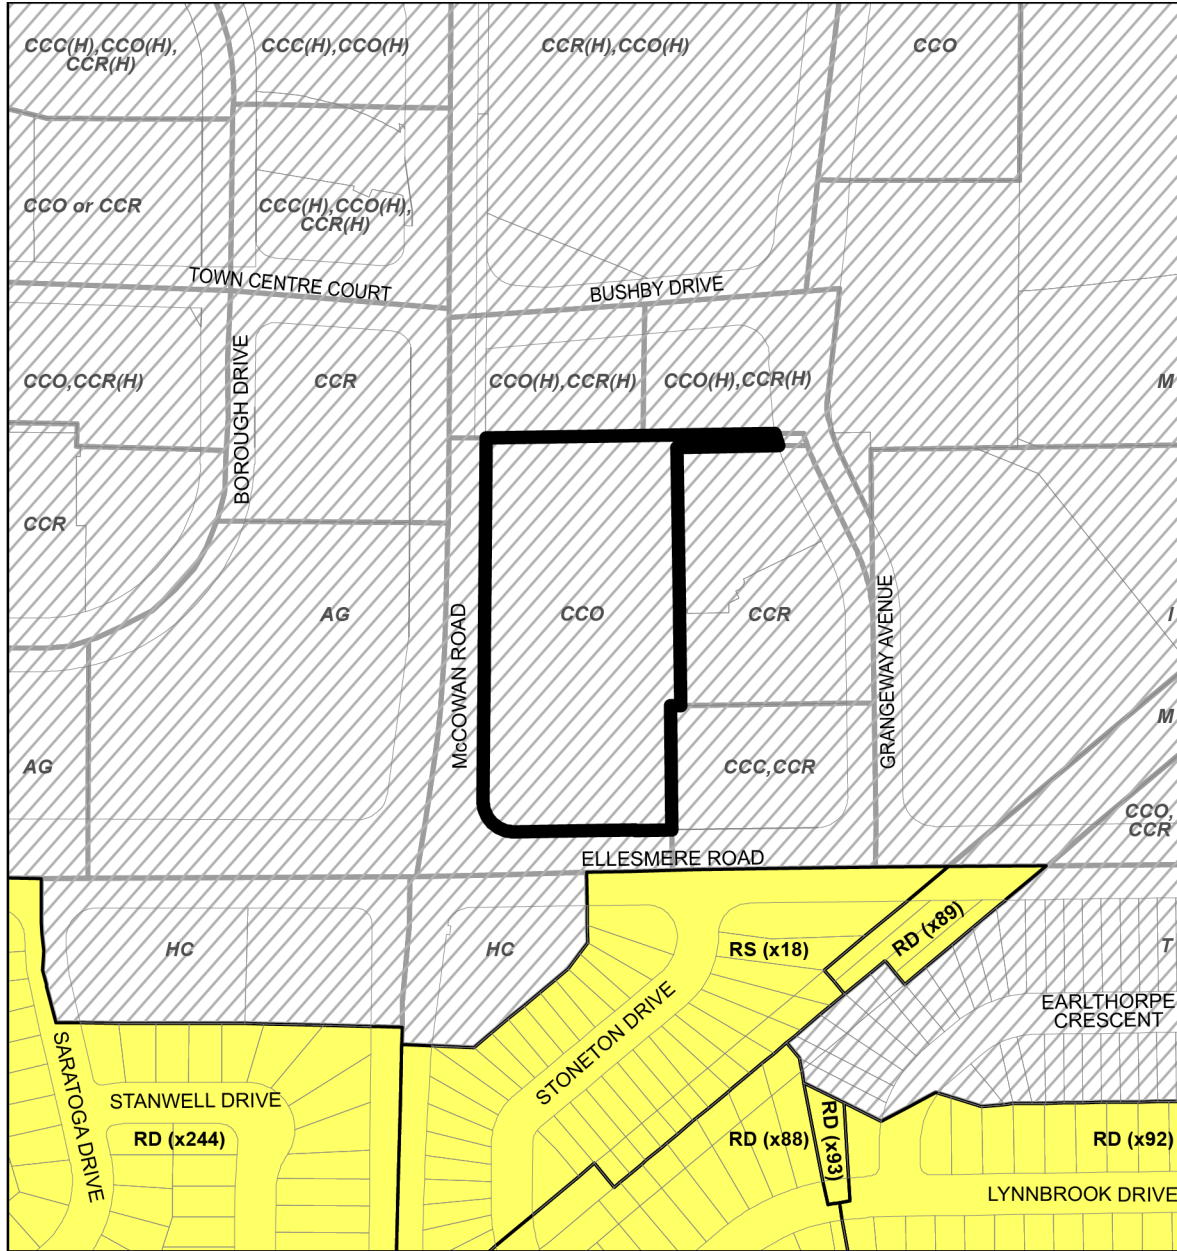 CCC(H),CCO(H),
CCR(H)
CCC(H),CCO(H)
CCR(H),CCO(H)
CCO
CCO or CCR
CCC(H),CCO(H),
CCR(H)
TOWN CENTRE COURT
BUSHBY DRIVE
CCO,CCR(H)
BOROUGH DRIVE
CCR
CCO(H),CCR(H)
CCO(H),CCR(H)
M
CCR
AG
McCOWAN ROAD
CCO
CCR
GRANGEWAY AVENUE
I
M
AG
CCC,CCR
CCO,
CCR
ELLESMERE ROAD
HC
HC
RS (x18)
RD (x89)
T
EARLTHORPE
CRESCENT
STONETON DRIVE
SARATOGA DRIVE
STANWELL DRIVE
RD (x244)
RD (x88)
RD (x93)
RD (x92)
LYNNBROOK DRIVE